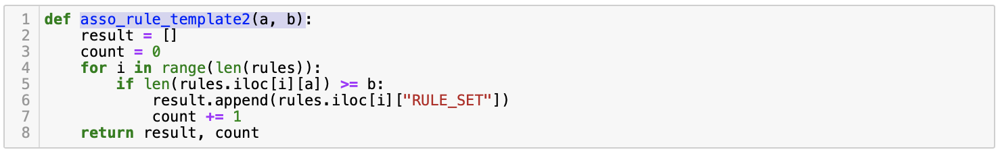 1 def asso_rule_template2(a, b):
2     result = []
3     count = 0
4     for i in range(len(rules)):
5         if len(rules.iloc[i][a]) >= b:
6             result.append(rules.iloc[i]["RULE_SET"])
7             count += 1
8     return result, count